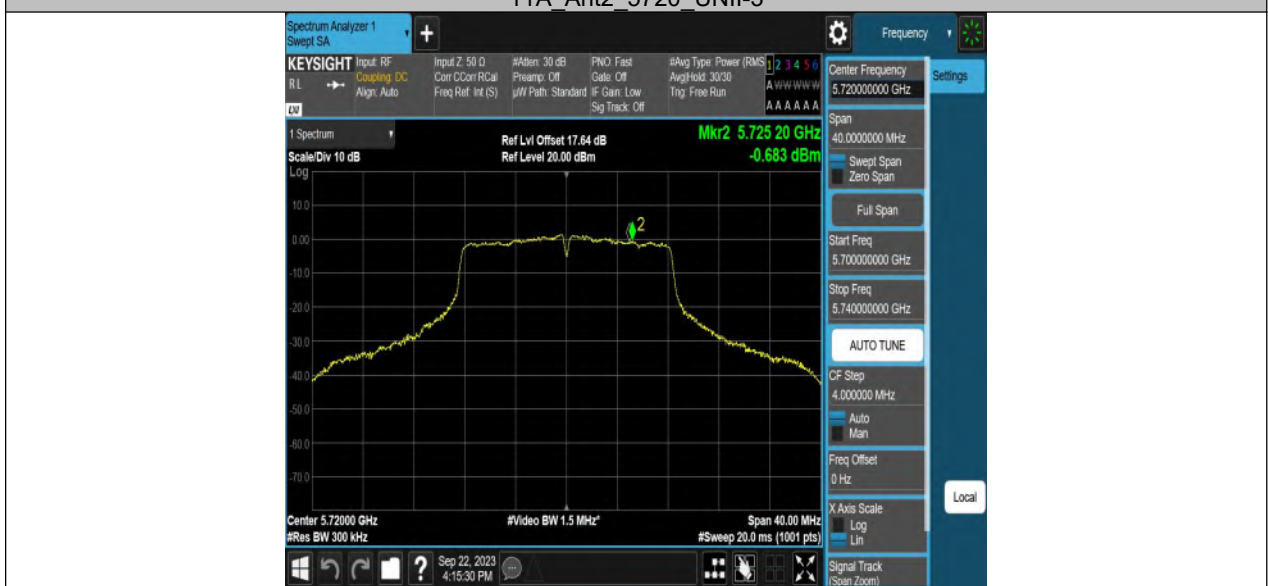 11A_Ant2_5720_UNII-3
Spectrum Analyzer 1
Swept SA
+
Frequency
KEYSIGHT
RL
LXI
Input: RF
Coupling: DC
Align: Auto
Input Z: 50 Ω
Corr CCorr RCal
Freq Ref: Int (S)
#Atten: 30 dB
Preamp: Off
µW Path: Standard
PNO: Fast
Gate: Off
IF Gain: Low
Sig Track: Off
#Avg Type: Power (RMS
Avg|Hold: 30/30
Trig: Free Run
1 2 3 4 5 6
A W W W W W
A A A A A A
1 Spectrum
Scale/Div 10 dB
Ref Lvl Offset 17.64 dB
Ref Level 20.00 dBm
Mkr2 5.725 20 GHz
-0.683 dBm
Log
10.0
0.00
-10.0
-20.0
-30.0
-40.0
-50.0
-60.0
-70.0
2
Center 5.72000 GHz
#Res BW 300 kHz
#Video BW 1.5 MHz*
Span 40.00 MHz
#Sweep 20.0 ms (1001 pts)
?
Sep 22, 2023
4:15:30 PM
Center Frequency
5.720000000 GHz
Span
40.0000000 MHz
Swept Span
Zero Span
Full Span
Start Freq
5.700000000 GHz
Stop Freq
5.740000000 GHz
AUTO TUNE
CF Step
4.000000 MHz
Auto
Man
Freq Offset
0 Hz
X Axis Scale
Log
Lin
Signal Track
(Span Zoom)
Settings
Local